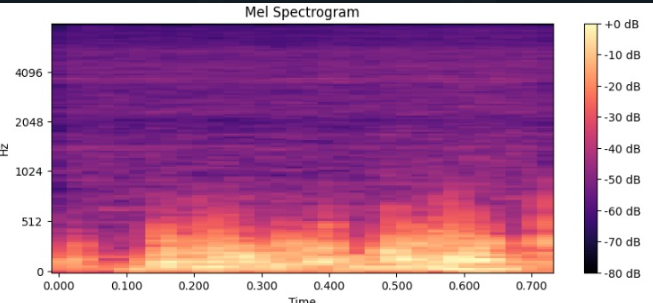 Mel Spectrogram
+0 dB
-10 dB
-20 dB
-30 dB
-40 dB
-50 dB
-60 dB
-70 dB
-80 dB
Hz
4096
2048
1024
512
0
0.000 0.100 0.200 0.300 0.400 0.500 0.600 0.700
Time